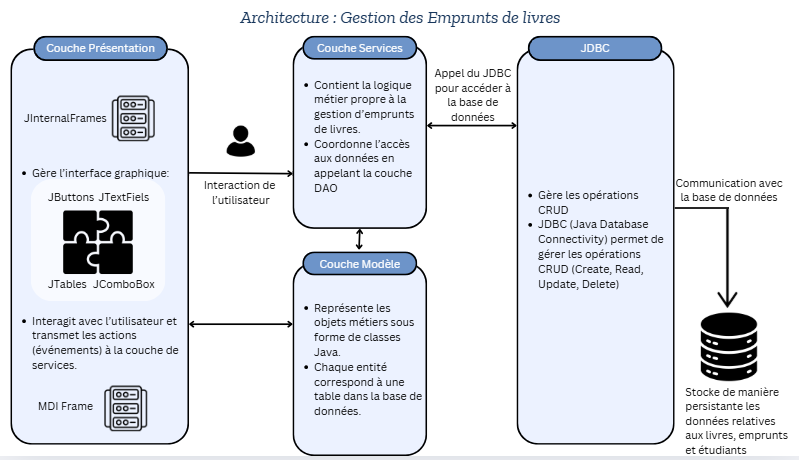 Architecture : Gestion des Emprunts de livres
Couche Présentation
JInternalFrames
Gère l'interface graphique:
JButtons JTextFiels
JTables JComboBox
Interagit avec l'utilisateur et
transmet les actions
(événements) à la couche de
services.
MDI Frame
Interaction de
l'utilisateur
Couche Services
Contient la logique
métier propre à la
gestion d'emprunts
de livres.
Coordonne l'accès
aux données en
appelant la couche
DAO
Couche Modèle
Représente les
objets métiers sous
forme de classes
Java.
Chaque entité
correspond à une
table dans la base de
données.
Appel du JDBC
pour accéder à
la base de
données
JDBC
Gère les opérations
CRUD
JDBC (Java Database
Connectivity) permet de
gérer les opérations
CRUD (Create, Read,
Update, Delete)
Communication avec
la base de données
Stocke de manière
persistante les
données relatives
aux livres, emprunts
et étudiants